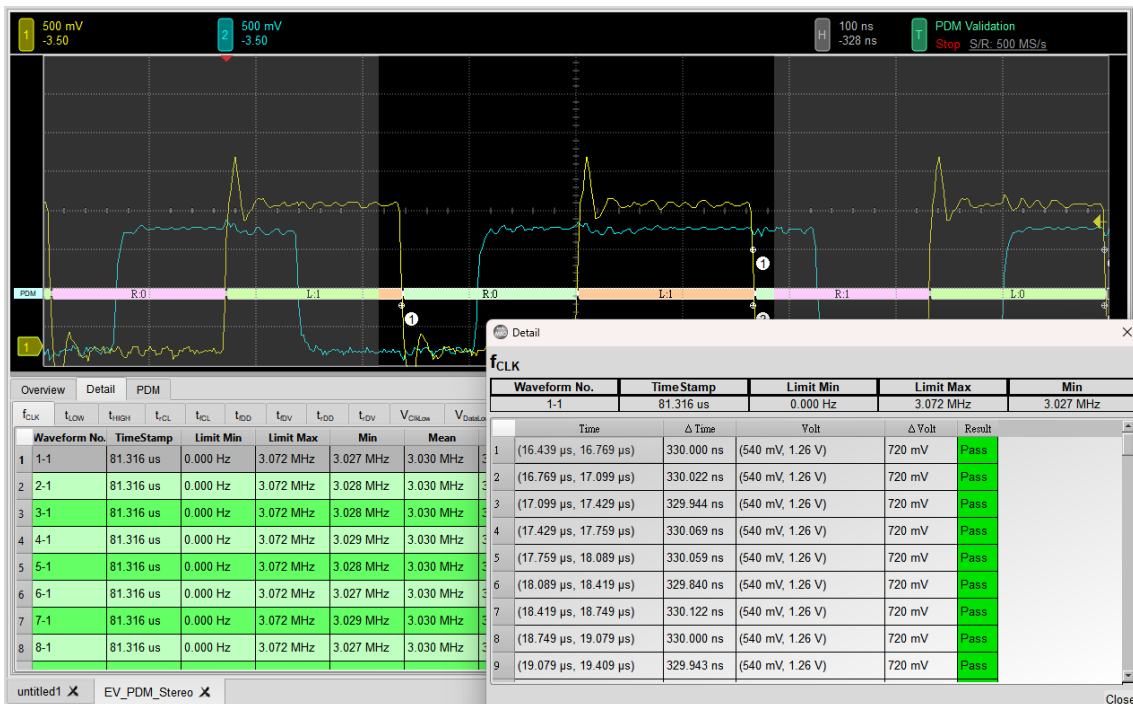 1 500 mV 2 500 mV H 100 ns T PDM Validation
-3.50 -3.50 -328 ns Stop S/R: 500 MS/s
1
PDM R:0 L:1 R:0 L:1 R:1 L:0
1
1
Detail
f CLK
Waveform No. TimeStamp Limit Min Limit Max Min
1-1 81.316 us 0.000 Hz 3.072 MHz 3.027 MHz
Time Δ Time Volt Δ Volt Result
1 (16.439 μs, 16.769 μs) 330.000 ns (540 mV, 1.26 V) 720 mV Pass
2 (16.769 μs, 17.099 μs) 330.022 ns (540 mV, 1.26 V) 720 mV Pass
3 (17.099 μs, 17.429 μs) 329.944 ns (540 mV, 1.26 V) 720 mV Pass
4 (17.429 μs, 17.759 μs) 330.069 ns (540 mV, 1.26 V) 720 mV Pass
5 (17.759 μs, 18.089 μs) 330.059 ns (540 mV, 1.26 V) 720 mV Pass
6 (18.089 μs, 18.419 μs) 329.840 ns (540 mV, 1.26 V) 720 mV Pass
7 (18.419 μs, 18.749 μs) 330.122 ns (540 mV, 1.26 V) 720 mV Pass
8 (18.749 μs, 19.079 μs) 330.000 ns (540 mV, 1.26 V) 720 mV Pass
9 (19.079 μs, 19.409 μs) 329.943 ns (540 mV, 1.26 V) 720 mV Pass
Close
Overview Detail PDM
fCLK tLOW tHIGH trCL tfCL tfDD tfDV trDD trDV VClkLow
Waveform No. TimeStamp Limit Min Limit Max Min Mean
1 1-1 81.316 us 0.000 Hz 3.072 MHz 3.027 MHz 3.030 MHz
2 2-1 81.316 us 0.000 Hz 3.072 MHz 3.028 MHz 3.030 MHz
3 3-1 81.316 us 0.000 Hz 3.072 MHz 3.028 MHz 3.030 MHz
4 4-1 81.316 us 0.000 Hz 3.072 MHz 3.029 MHz 3.030 MHz
5 5-1 81.316 us 0.000 Hz 3.072 MHz 3.028 MHz 3.030 MHz
6 6-1 81.316 us 0.000 Hz 3.072 MHz 3.027 MHz 3.030 MHz
7 7-1 81.316 us 0.000 Hz 3.072 MHz 3.029 MHz 3.030 MHz
8 8-1 81.316 us 0.000 Hz 3.072 MHz 3.027 MHz 3.030 MHz
untitled1 EV_PDM_Stereo